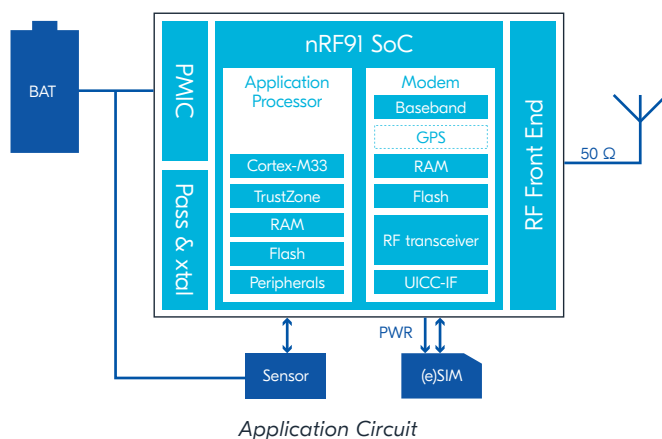 BAT
PMIC
Pass & xtal
nRF91 SoC
Application
Processor
Cortex-M33
TrustZone
RAM
Flash
Peripherals
Modem
Baseband
GPS
RAM
Flash
RF transceiver
UICC-IF
RF Front End
50 Ω
PWR
Sensor
(e)SIM
Application Circuit